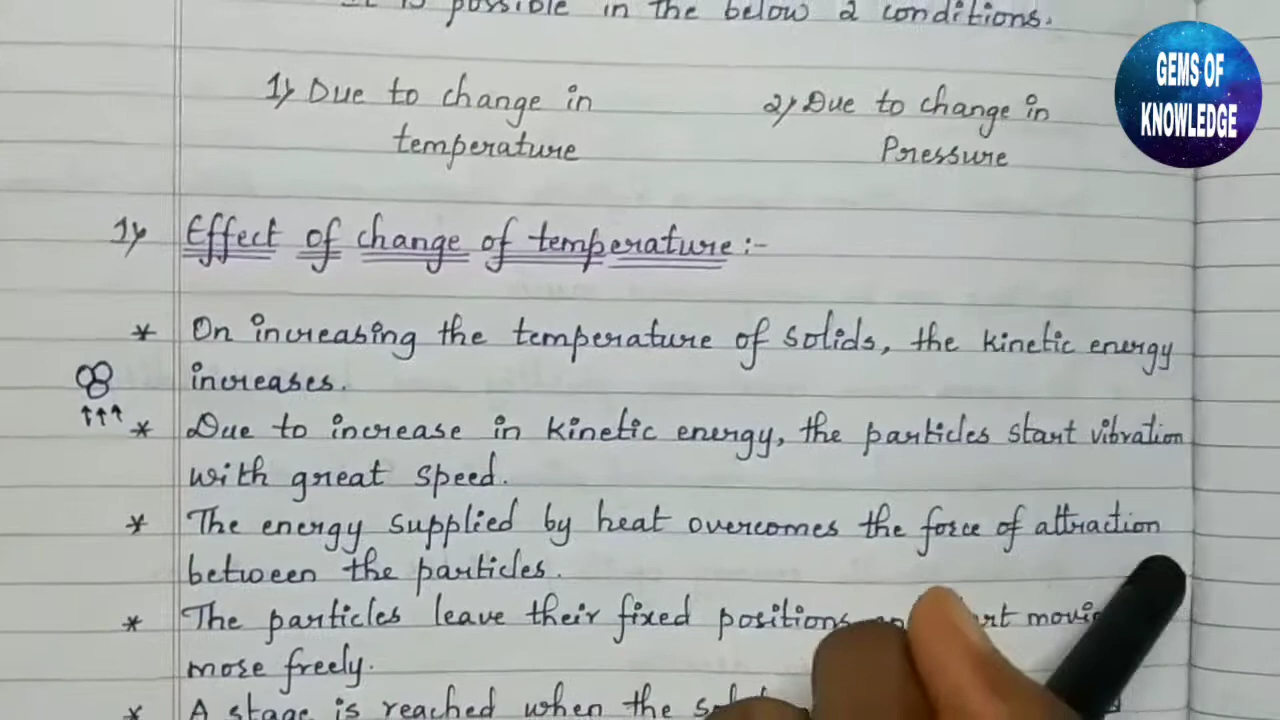 is possible in the below 2 conditions.
1) Due to change in
temperature
2) Due to change in
Pressure
GEMS OF
KNOWLEDGE
1) Effect of change of temperature:-
* On increasing the temperature of solids, the kinetic energy
increases.
* Due to increase in kinetic energy, the particles start vibration
with great speed.
* The energy supplied by heat overcomes the force of attraction
between the particles.
* The particles leave their fixed positions
more freely.
* A stage is reached when the